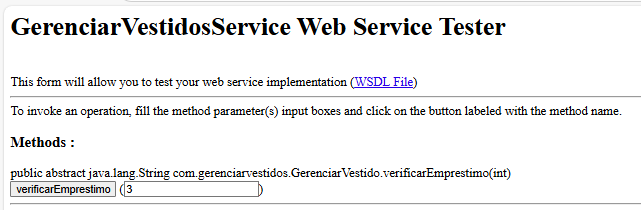 GerenciarVestidosService Web Service Tester
This form will allow you to test your web service implementation (WSDL File)
To invoke an operation, fill the method parameter(s) input boxes and click on the button labeled with the method name.
Methods :
public abstract java.lang.String com.gerenciarvestidos.GerenciarVestido.verificarEmprestimo(int)
verificarEmprestimo (3)